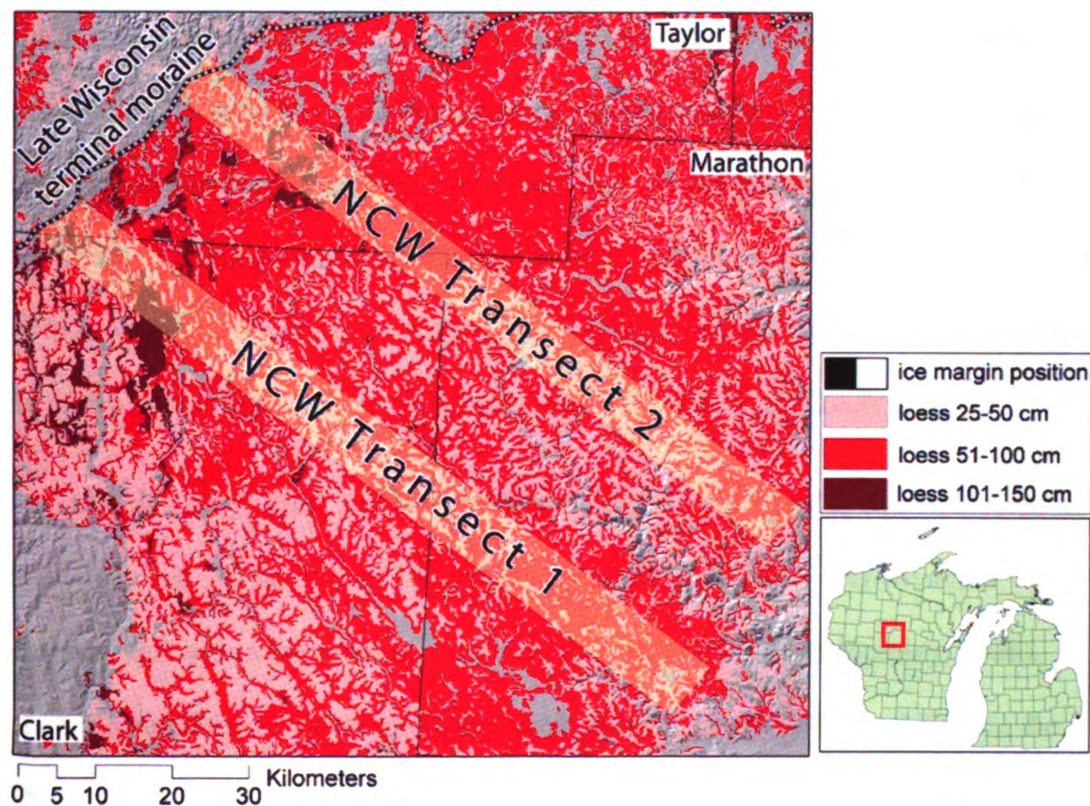 Late Wisconsin
terminal moraine
Taylor
Marathon
NCW Transect 2
NCW Transect 1
Clark
0 5 10 20 30
Kilometers
ice margin position
loess 25-50 cm
loess 51-100 cm
loess 101-150 cm